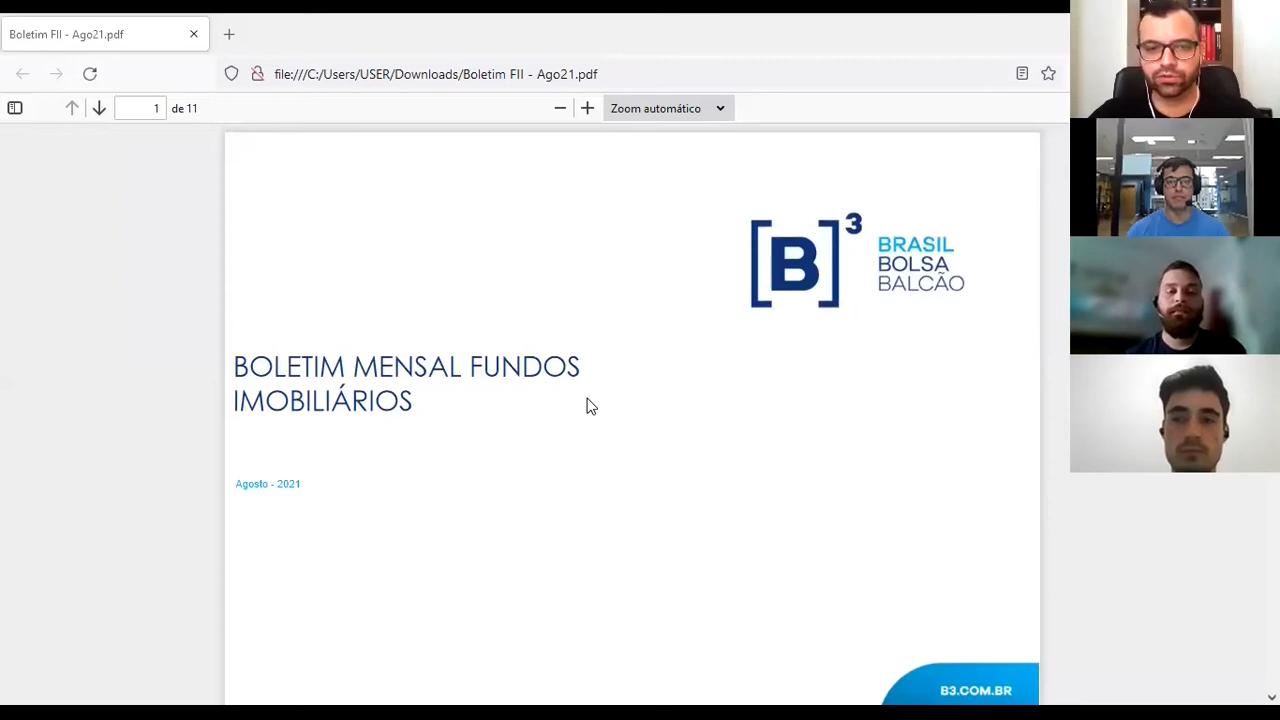 Boletim FII - Ago21.pdf
file:///C:/Users/USER/Downloads/Boletim FII - Ago21.pdf
1 de 11
Zoom automático
[B]³
BRASIL
BOLSA
BALCÃO
BOLETIM MENSAL FUNDOS
IMOBILIÁRIOS
Agosto - 2021
B3.COM.BR